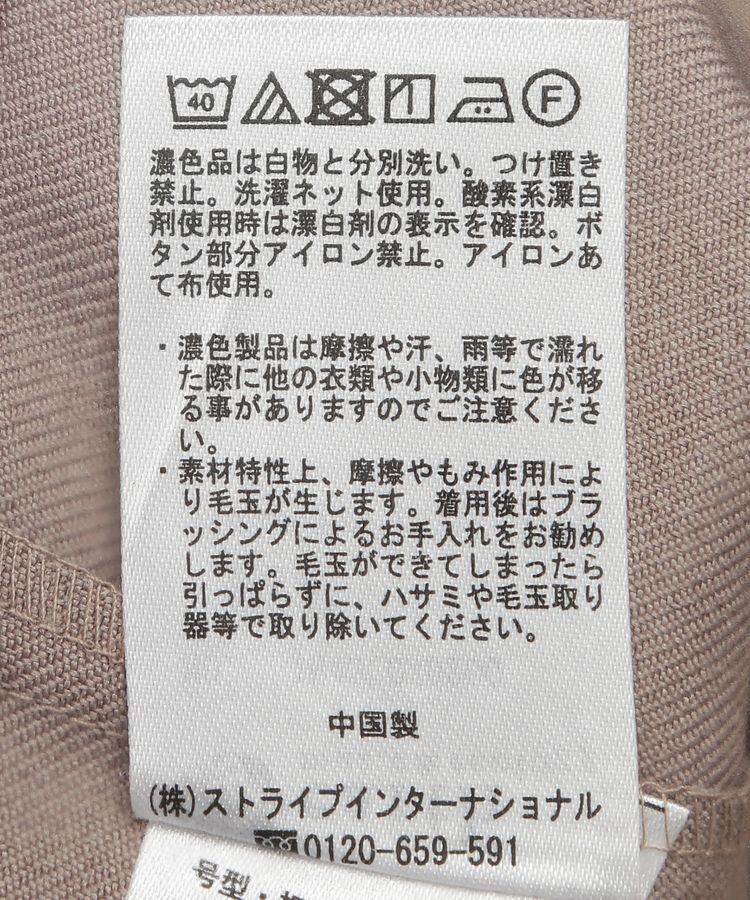 40 F
濃色品は白物と分別洗い。つけ置き
禁止。洗濯ネット使用。酸素系漂白
剤使用時は漂白剤の表示を確認。ボ
タン部分アイロン禁止。アイロンあ
て布使用。
・濃色製品は摩擦や汗、雨等で濡れ
た際に他の衣類や小物類に色が移
る事がありますのでご注意くださ
い。
・素材特性上、摩擦やもみ作用によ
り毛玉が生じます。着用後はブラ
ッシングによるお手入れをお勧め
します。毛玉ができてしまったら
引っぱらずに、ハサミや毛玉取り
器等で取り除いてください。
中国製
(株)ストライプインターナショナル
0120-659-591
号型・